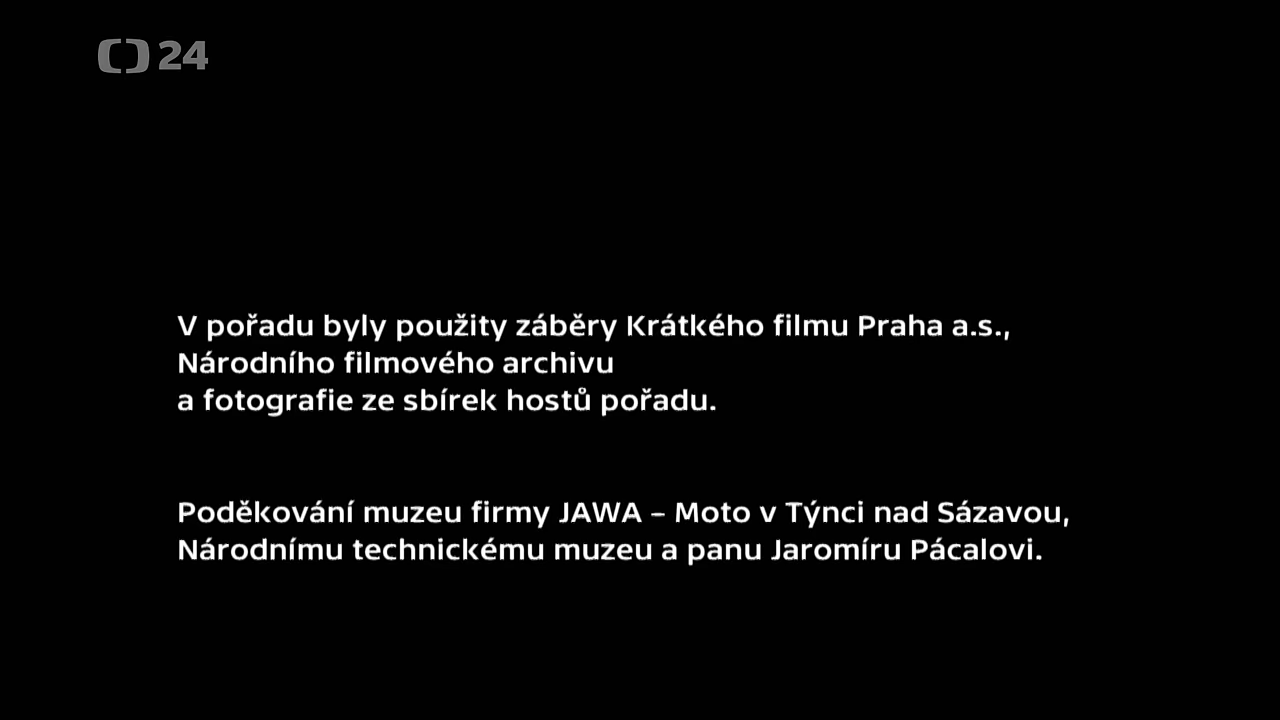 24
V pořadu byly použity záběry Krátkého filmu Praha a.s.,
Národního filmového archivu
a fotografie ze sbírek hostů pořadu.
Poděkování muzeu firmy JAWA – Moto v Týnci nad Sázavou,
Národnímu technickému muzeu a panu Jaromíru Pácalovi.